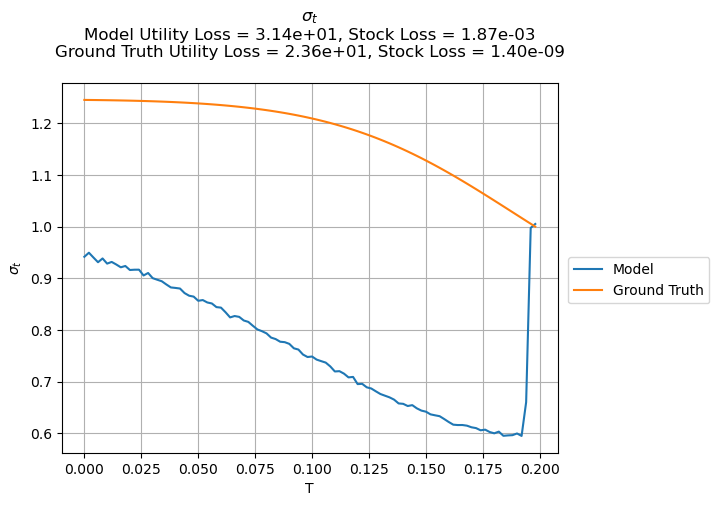 σt
Model Utility Loss = 3.14e+01, Stock Loss = 1.87e-03
Ground Truth Utility Loss = 2.36e+01, Stock Loss = 1.40e-09
1.2
1.1
1.0
0.9
0.8
0.7
0.6
σt
0.000 0.025 0.050 0.075 0.100 0.125 0.150 0.175 0.200
T
Model
Ground Truth